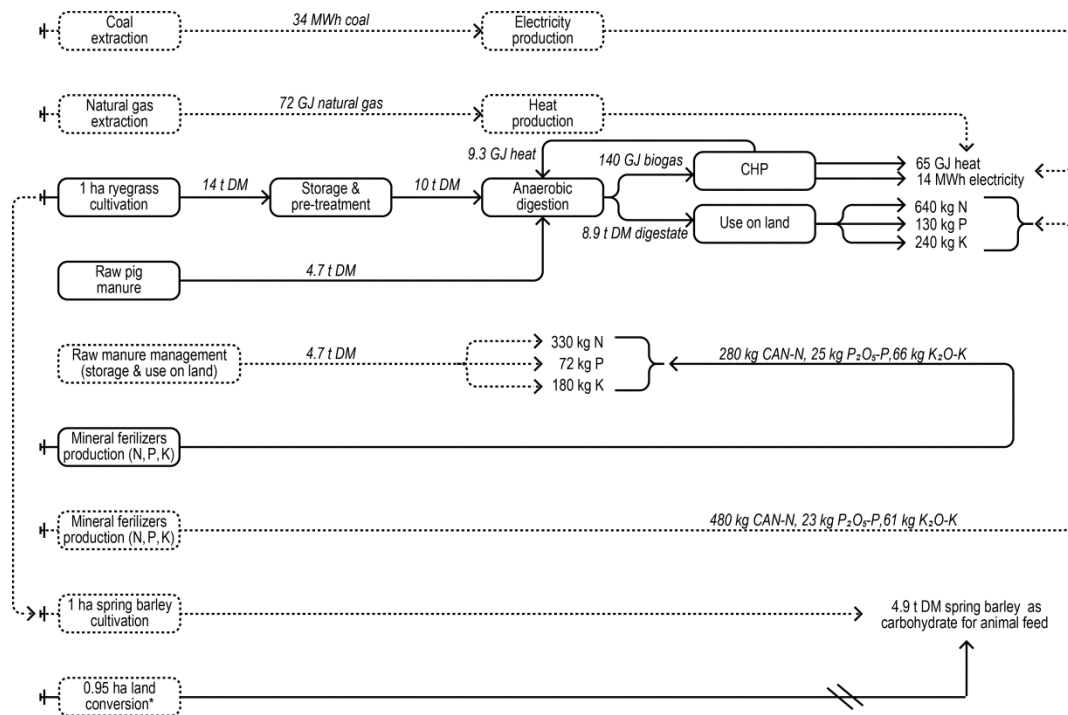 Coal
extraction
34 MWh coal
Electricity
production
Natural gas
extraction
72 GJ natural gas
Heat
production
9.3 GJ heat
140 GJ biogas
CHP
65 GJ heat
14 MWh electricity
1 ha ryegrass
cultivation
14 t DM
Storage &
pre-treatment
10 t DM
Anaerobic
digestion
8.9 t DM digestate
Use on land
640 kg N
130 kg P
240 kg K
Raw pig
manure
4.7 t DM
Raw manure management
(storage & use on land)
4.7 t DM
330 kg N
72 kg P
180 kg K
280 kg CAN-N, 25 kg P₂O₅-P,66 kg K₂O-K
Mineral ferilizers
production (N, P, K)
Mineral ferilizers
production (N, P, K)
480 kg CAN-N, 23 kg P₂O₅-P,61 kg K₂O-K
1 ha spring barley
cultivation
4.9 t DM spring barley as
carbohydrate for animal feed
0.95 ha land
conversion*